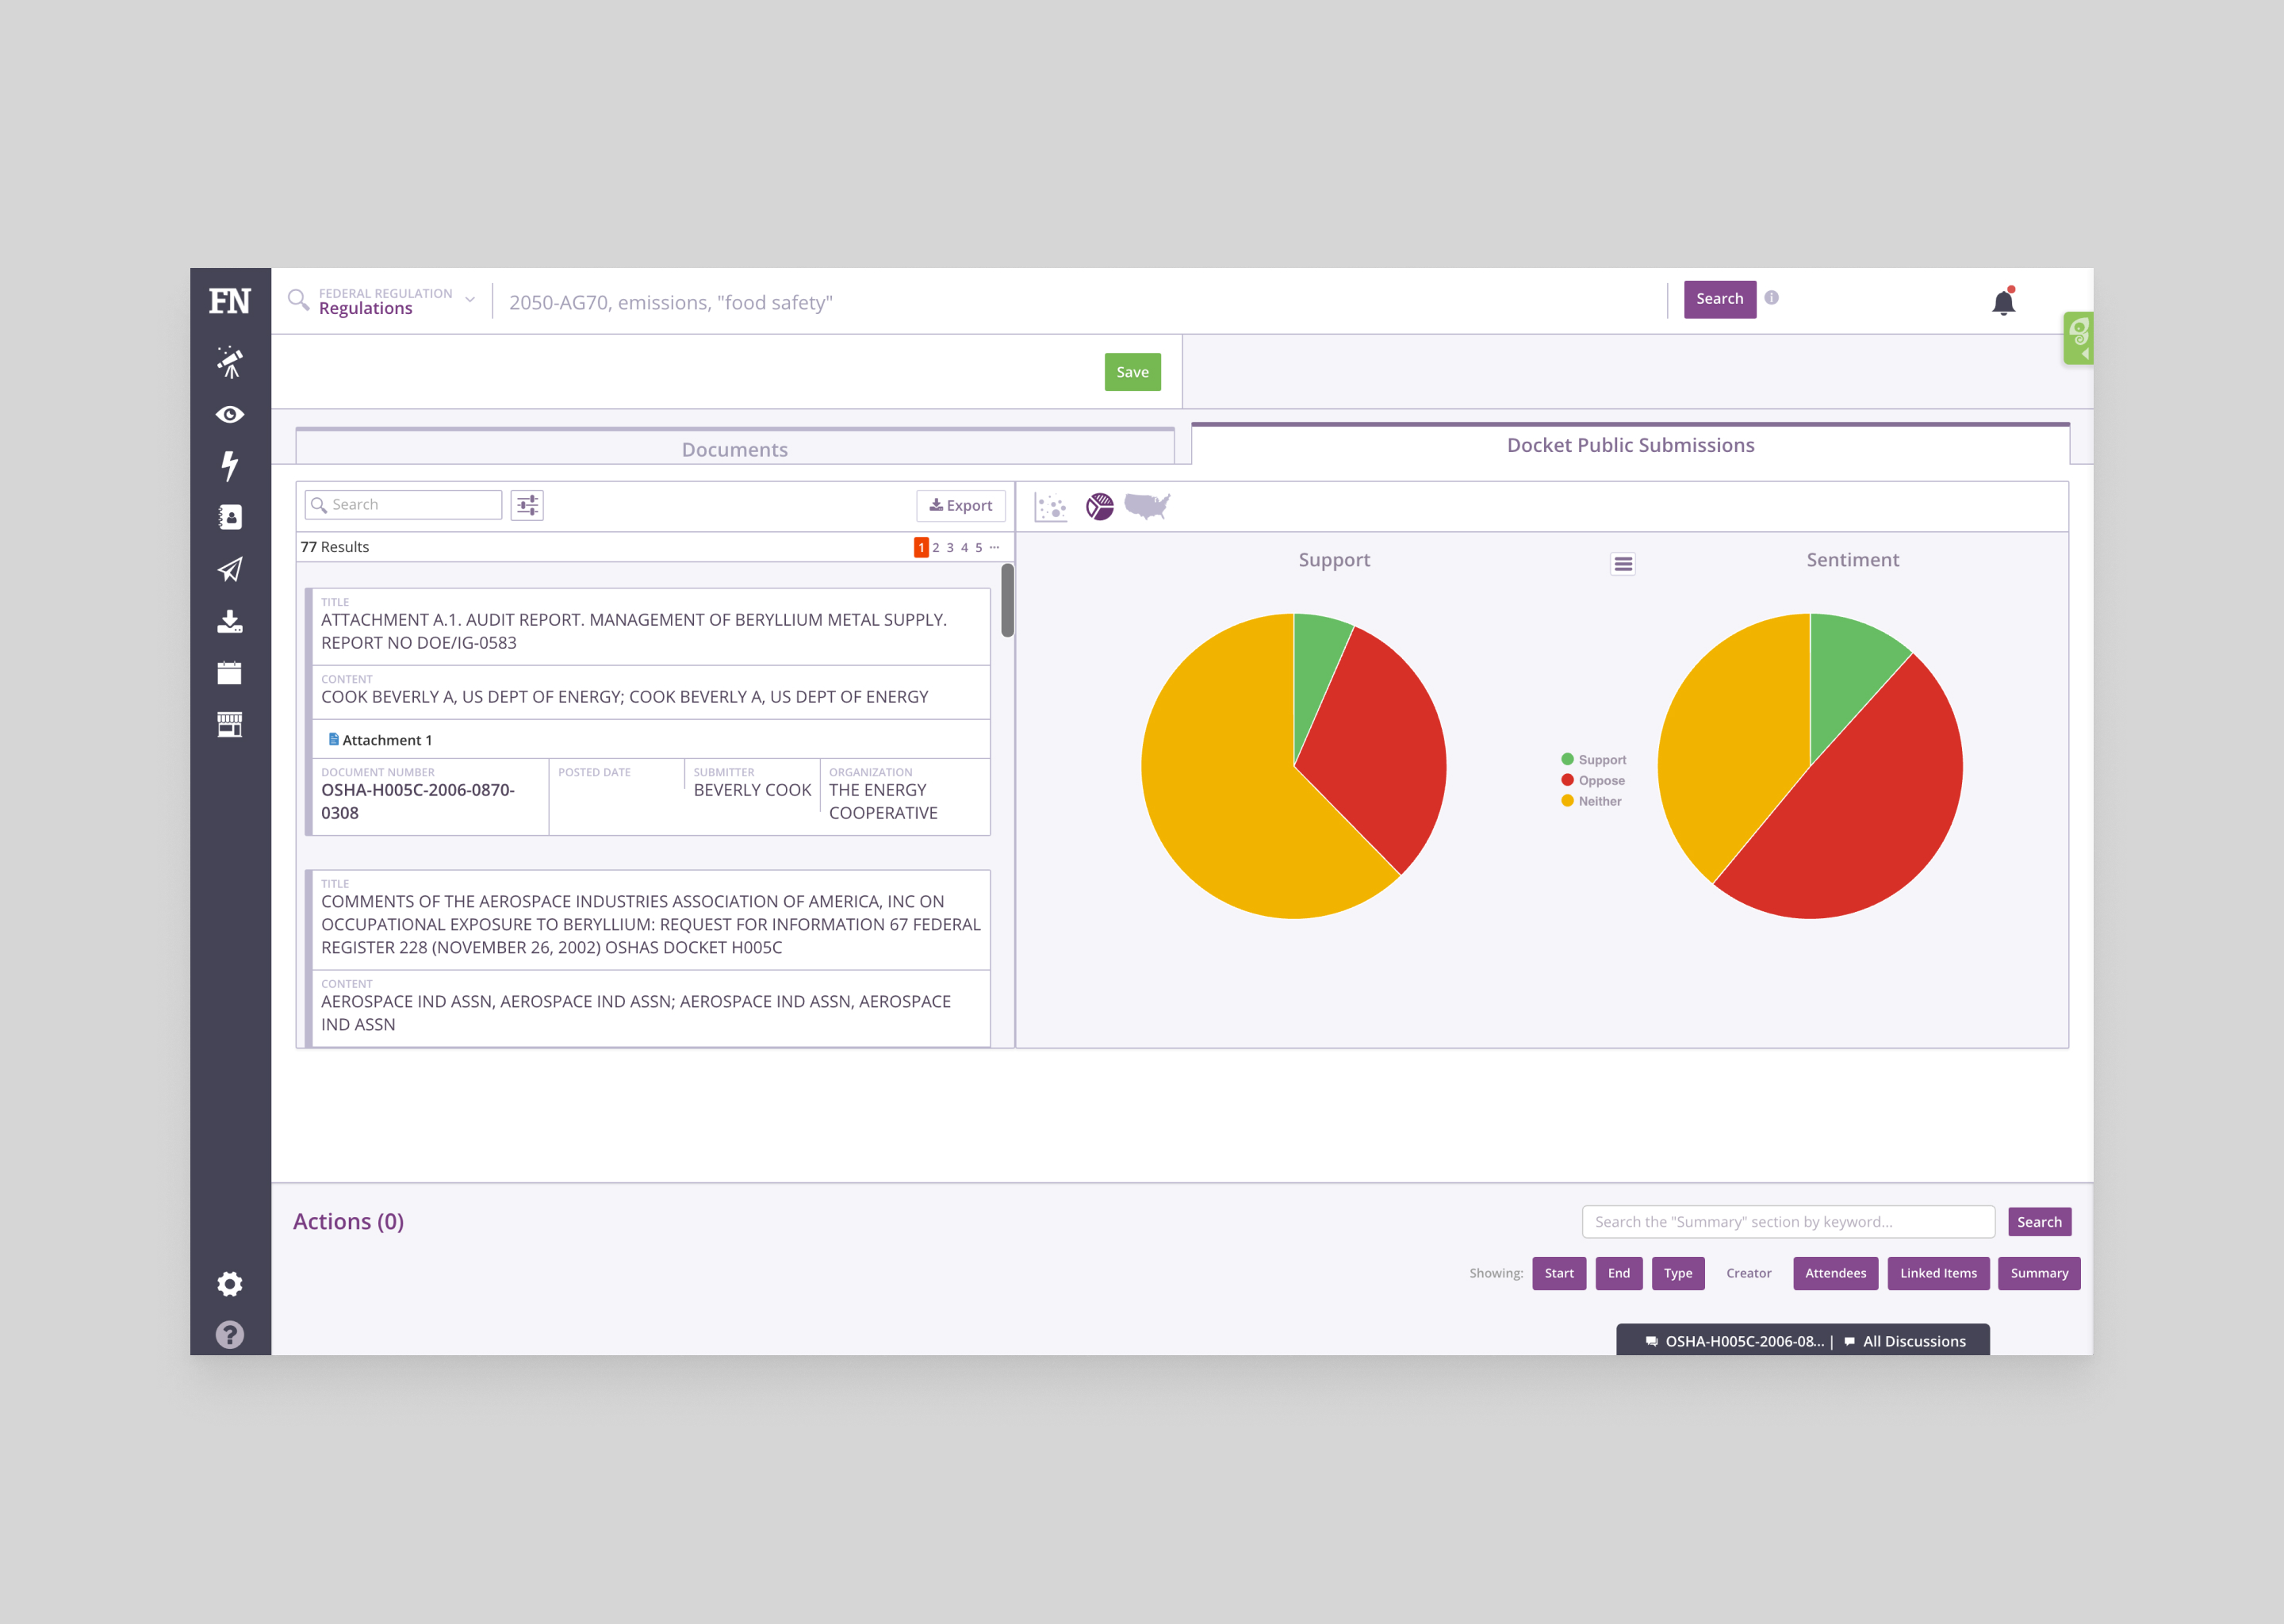 FN
FEDERAL REGULATION
Regulations
2050-AG70, emissions, "food safety"
Search
Save
Documents
Docket Public Submissions
Search
Export
77 Results
1 2 3 4 5 ...
TITLE
ATTACHMENT A.1. AUDIT REPORT. MANAGEMENT OF BERYLLIUM METAL SUPPLY.
REPORT NO DOE/IG-0583
CONTENT
COOK BEVERLY A, US DEPT OF ENERGY; COOK BEVERLY A, US DEPT OF ENERGY
Attachment 1
DOCUMENT NUMBER
OSHA-H005C-2006-0870-
0308
POSTED DATE
SUBMITTER
BEVERLY COOK
ORGANIZATION
THE ENERGY
COOPERATIVE
TITLE
COMMENTS OF THE AEROSPACE INDUSTRIES ASSOCIATION OF AMERICA, INC ON
OCCUPATIONAL EXPOSURE TO BERYLLIUM: REQUEST FOR INFORMATION 67 FEDERAL
REGISTER 228 (NOVEMBER 26, 2002) OSHAS DOCKET H005C
CONTENT
AEROSPACE IND ASSN, AEROSPACE IND ASSN; AEROSPACE IND ASSN, AEROSPACE
IND ASSN
Support
Sentiment
Support
Oppose
Neither
Actions (0)
Search the "Summary" section by keyword...
Search
Showing: Start End Type Creator Attendees Linked Items Summary
OSHA-H005C-2006-08... | All Discussions